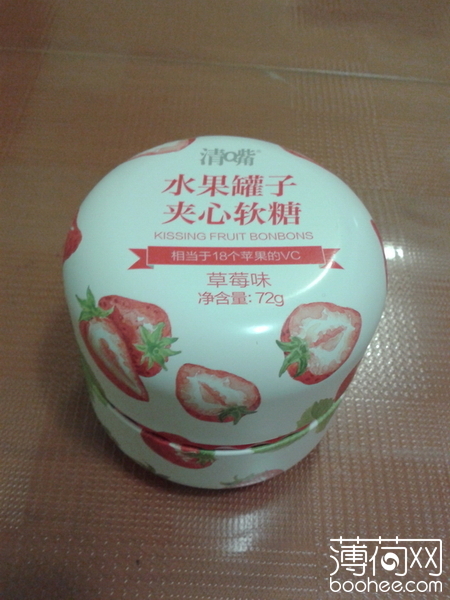 清嘴
水果罐子
夹心软糖
KISSING FRUIT BONBONS
相当于18个苹果的VC
草莓味
净含量:72g
薄荷网
boohee.com